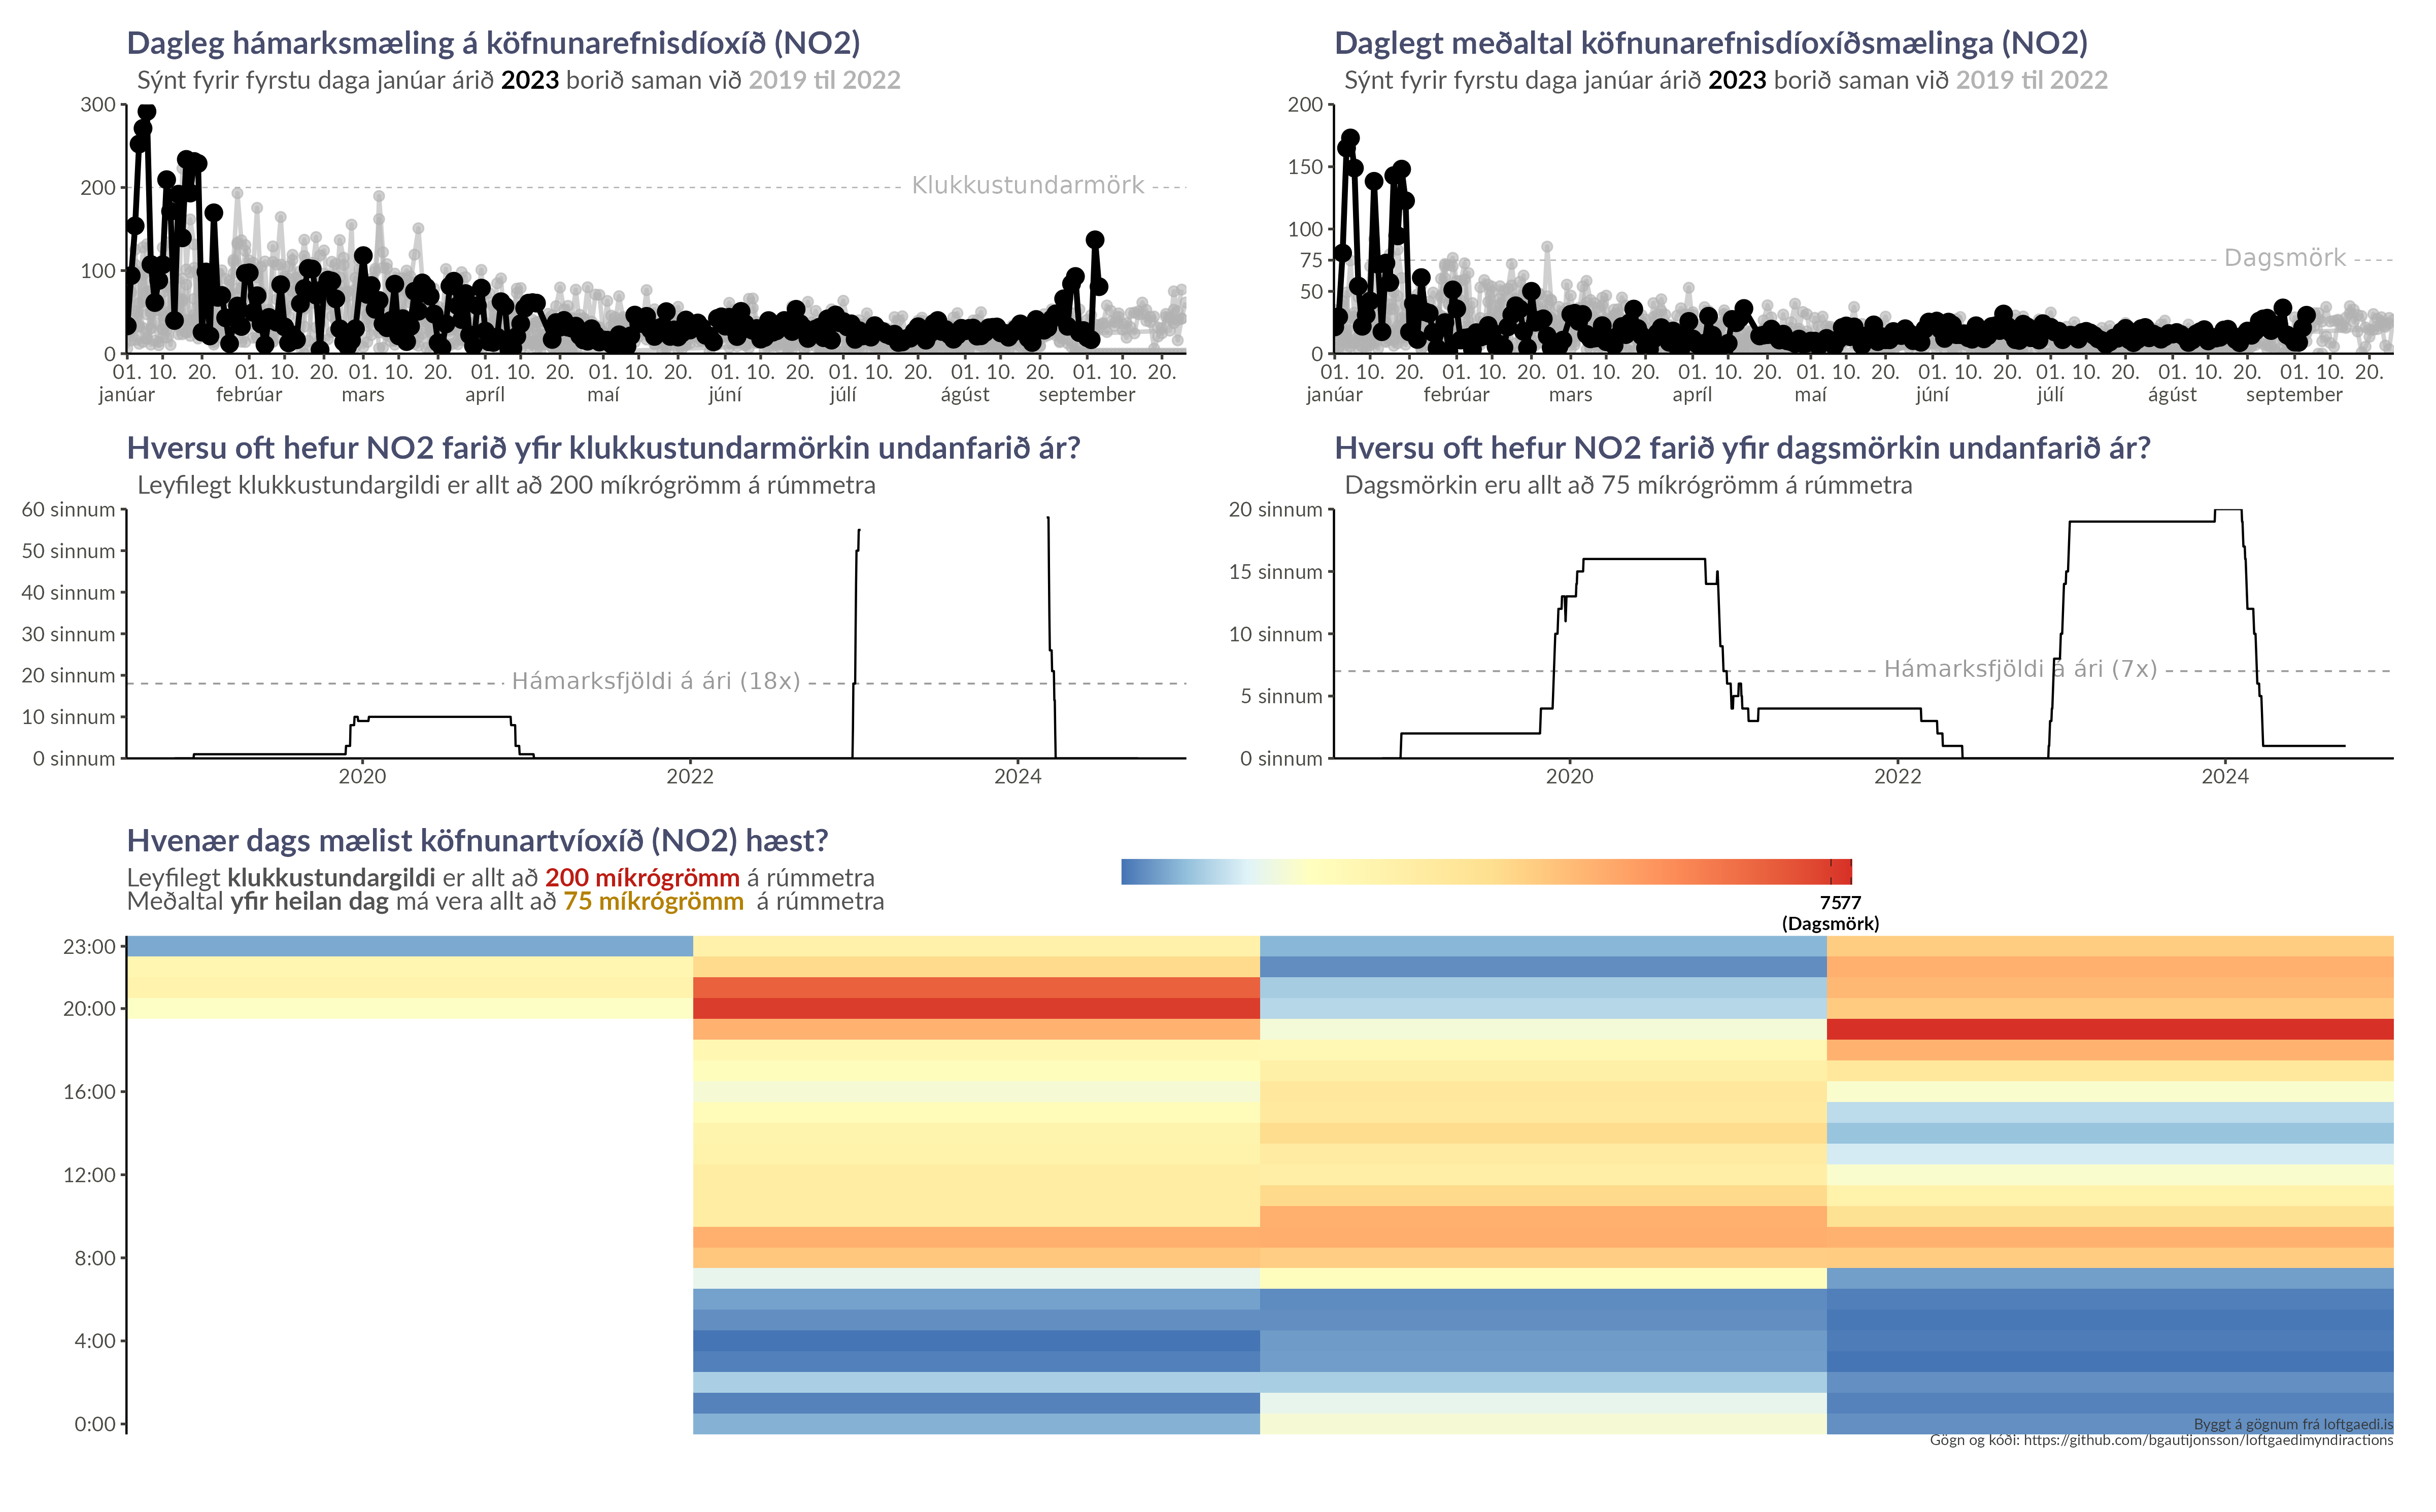 Dagleg hámarksmæling á köfnunarefnisdíoxíð (NO2)
Sýnt fyrir fyrstu daga janúar árið 2023 borið saman við 2019 til 2022
300
200
100
0
Klukkustundarmörk
01. 10. 20. 01. 10. 20. 01. 10. 20. 01. 10. 20. 01. 10. 20. 01. 10. 20. 01. 10. 20. 01. 10. 20. 01. 10. 20.
janúar febrúar mars apríl maí júní júlí ágúst september
Daglegt meðaltal köfnunarefnisdíoxíðsmælinga (NO2)
Sýnt fyrir fyrstu daga janúar árið 2023 borið saman við 2019 til 2022
200
150
100
75
50
0
Dagsmörk
01. 10. 20. 01. 10. 20. 01. 10. 20. 01. 10. 20. 01. 10. 20. 01. 10. 20. 01. 10. 20. 01. 10. 20. 01. 10. 20.
janúar febrúar mars apríl maí júní júlí ágúst september
Hversu oft hefur NO2 farið yfir klukkustundarmörkin undanfarið ár?
Leyfilegt klukkustundargildi er allt að 200 míkrógrömm á rúmmetra
60 sinnum
50 sinnum
40 sinnum
30 sinnum
20 sinnum
10 sinnum
0 sinnum
Hámarksfjöldi á ári (18x)
2020 2022 2024
Hversu oft hefur NO2 farið yfir dagsmörkin undanfarið ár?
Dagsmörkin eru allt að 75 míkrógrömm á rúmmetra
20 sinnum
15 sinnum
10 sinnum
5 sinnum
0 sinnum
Hámarksfjöldi á ári (7x)
2020 2022 2024
Hvenær dags mælist köfnunartvíoxíð (NO2) hæst?
Leyfilegt klukkustundargildi er allt að 200 míkrógrömm á rúmmetra
Meðaltal yfir heilan dag má vera allt að 75 míkrógrömm á rúmmetra
7577
(Dagsmörk)
23:00
20:00
16:00
12:00
8:00
4:00
0:00
Byggt á gögnum frá loftgaedi.is
Gögn og kóði: https://github.com/bgautijonsson/loftgaedimyndiractions